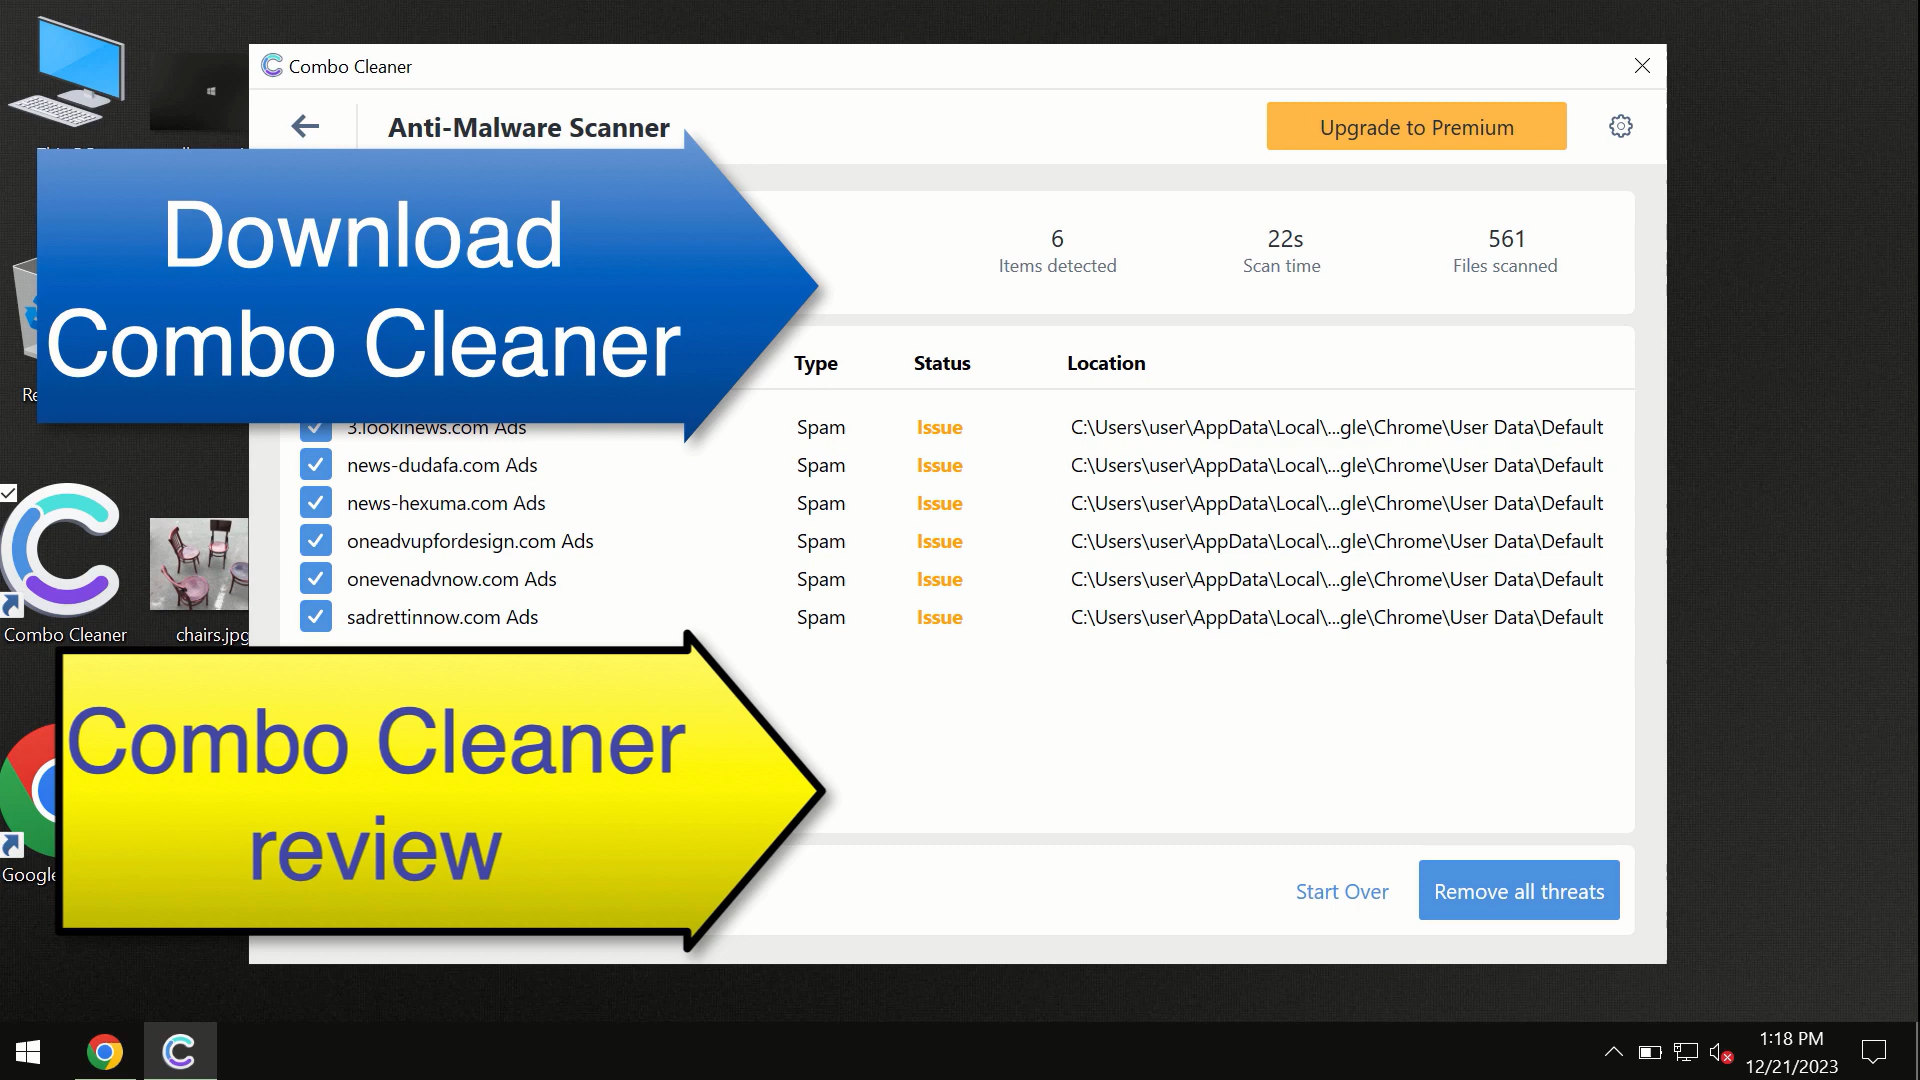 Combo Cleaner
Anti-Malware Scanner
Upgrade to Premium
Download
Combo Cleaner
6
Items detected
22s
Scan time
561
Files scanned
Type Status Location
3.lookinews.com Ads Spam Issue C:\Users\user\AppData\Local\...gle\Chrome\User Data\Default
news-dudafa.com Ads Spam Issue C:\Users\user\AppData\Local\...gle\Chrome\User Data\Default
news-hexuma.com Ads Spam Issue C:\Users\user\AppData\Local\...gle\Chrome\User Data\Default
oneadvupfordesign.com Ads Spam Issue C:\Users\user\AppData\Local\...gle\Chrome\User Data\Default
onevenadvnow.com Ads Spam Issue C:\Users\user\AppData\Local\...gle\Chrome\User Data\Default
sadrettinnow.com Ads Spam Issue C:\Users\user\AppData\Local\...gle\Chrome\User Data\Default
Combo Cleaner
chairs.jpg
Combo Cleaner
review
Google
Start Over
Remove all threats
1:18 PM
12/21/2023